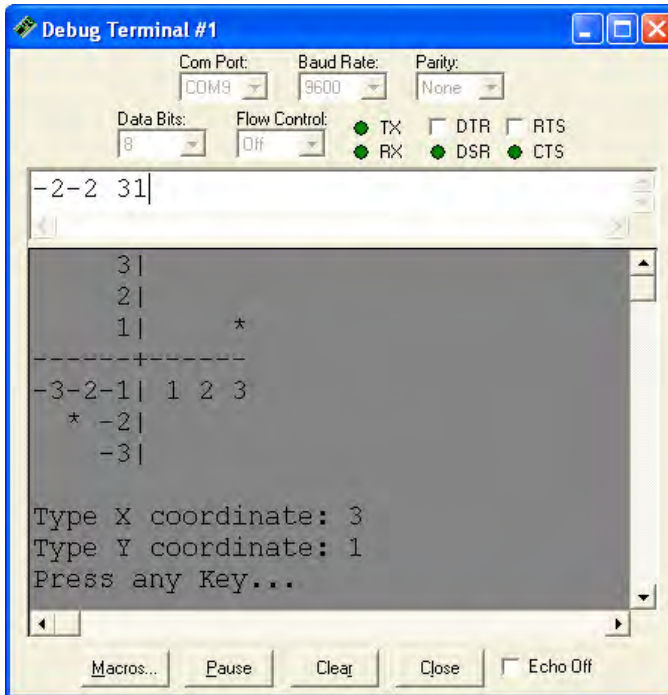 Debug Terminal #1
Com Port: Baud Rate: Parity:
COM9 9600 None
Data Bits: Flow Control: TX DTR RTS
8 Off RX DSR CTS
-2-2 31
3|
2|
1| *
------+------
-3-2-1| 1 2 3
* -2|
-3|
Type X coordinate: 3
Type Y coordinate: 1
Press any Key...
Macros... Pause Clear Close Echo Off